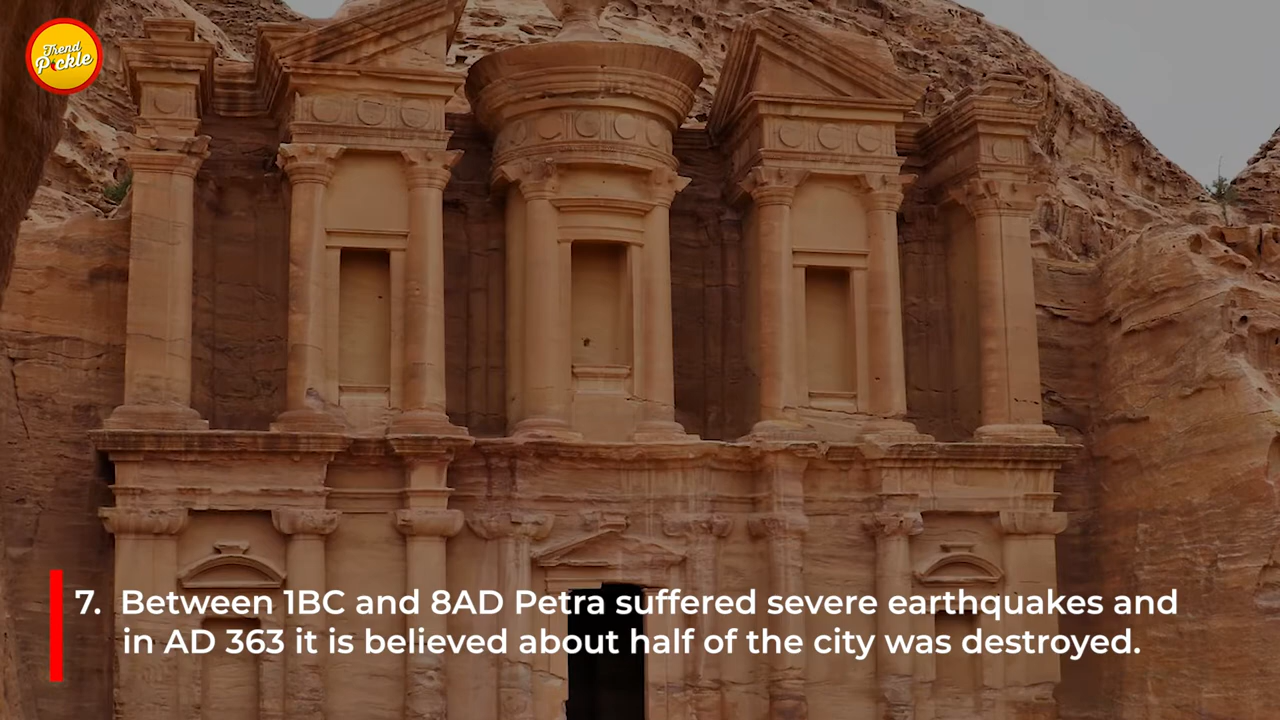 Trend
Pickle
7. Between 1BC and 8AD Petra suffered severe earthquakes and
in AD 363 it is believed about half of the city was destroyed.